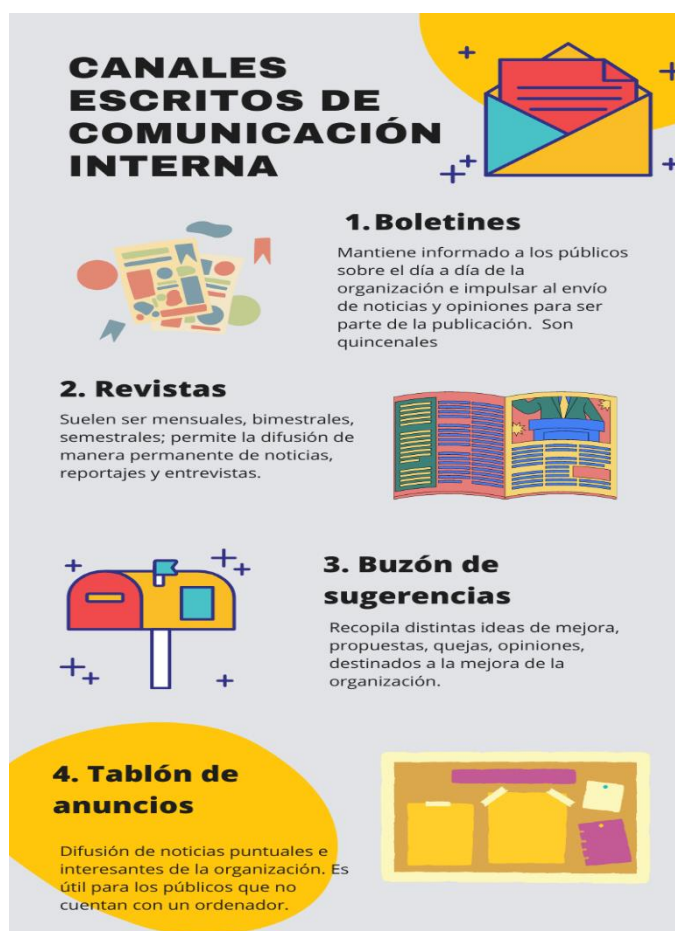 CANALES
ESCRITOS DE
COMUNICACIÓN
INTERNA
1. Boletines
Mantiene informado a los públicos
sobre el día a día de la
organización e impulsar al envío
de noticias y opiniones para ser
parte de la publicación. Son
quincenales
2. Revistas
Suelen ser mensuales, bimestrales,
semestrales; permite la difusión de
manera permanente de noticias,
reportajes y entrevistas.
3. Buzón de
sugerencias
Recopila distintas ideas de mejora,
propuestas, quejas, opiniones,
destinados a la mejora de la
organización.
4. Tablón de
anuncios
Difusión de noticias puntuales e
interesantes de la organización. Es
útil para los públicos que no
cuentan con un ordenador.